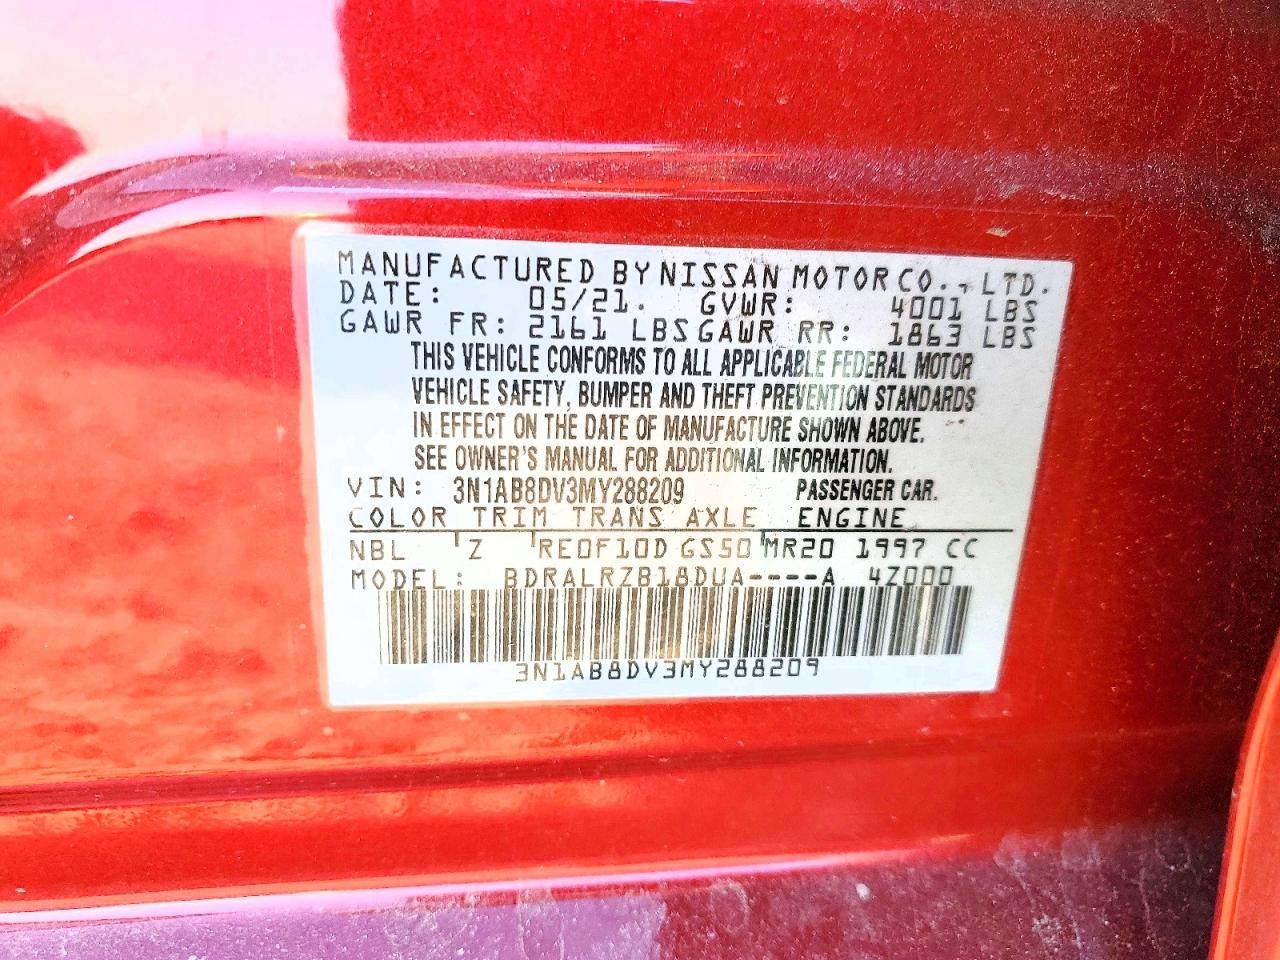 MANUFACTURED BY NISSAN MOTOR CO., LTD.
DATE: 05/21. GVWR: 4001 LBS
GAWR FR: 2161 LBS GAWR RR: 1863 LBS
THIS VEHICLE CONFORMS TO ALL APPLICABLE FEDERAL MOTOR
VEHICLE SAFETY, BUMPER AND THEFT PREVENTION STANDARDS
IN EFFECT ON THE DATE OF MANUFACTURE SHOWN ABOVE.
SEE OWNER'S MANUAL FOR ADDITIONAL INFORMATION.
VIN: 3N1AB8DV3MY288209 PASSENGER CAR.
COLOR TRIM TRANS AXLE ENGINE
NBL Z RE0F10D GS50 MR20 1997 CC
MODEL: BDRALRZB18DUA----A 4Z000
3N1AB8DV3MY288209